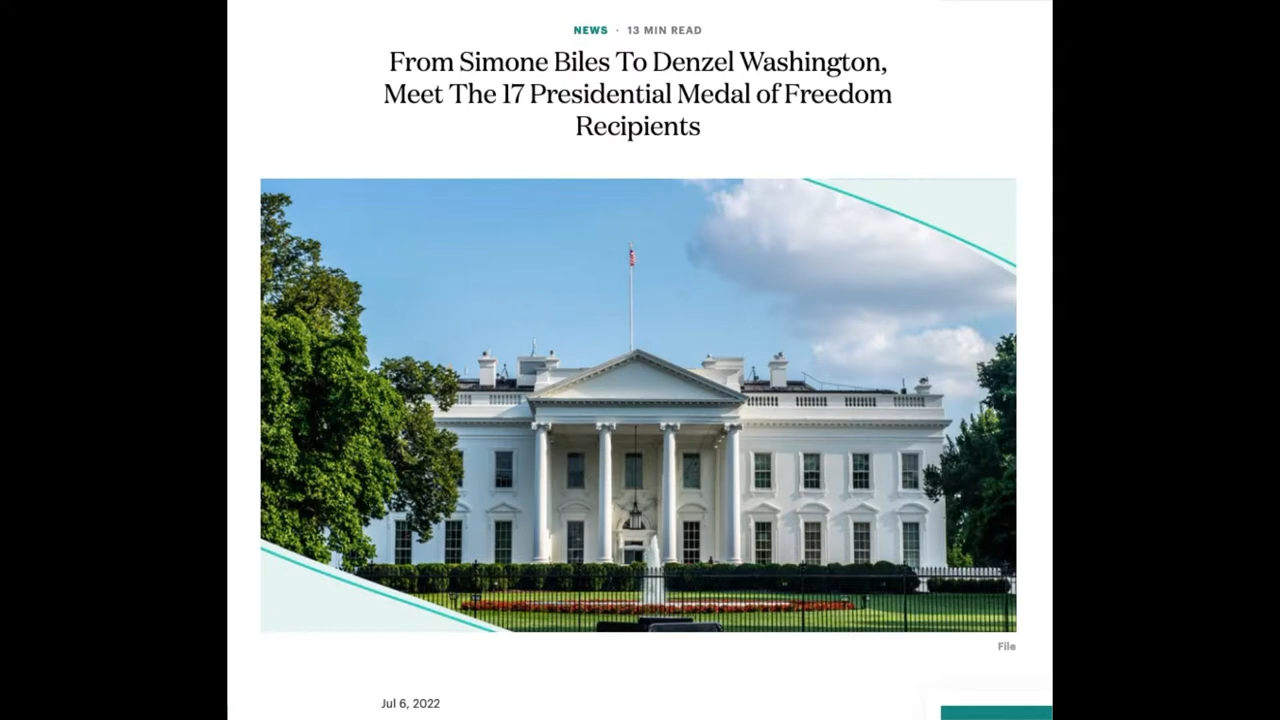 NEWS · 13 MIN READ
From Simone Biles To Denzel Washington,
Meet The 17 Presidential Medal of Freedom
Recipients
File
Jul 6, 2022